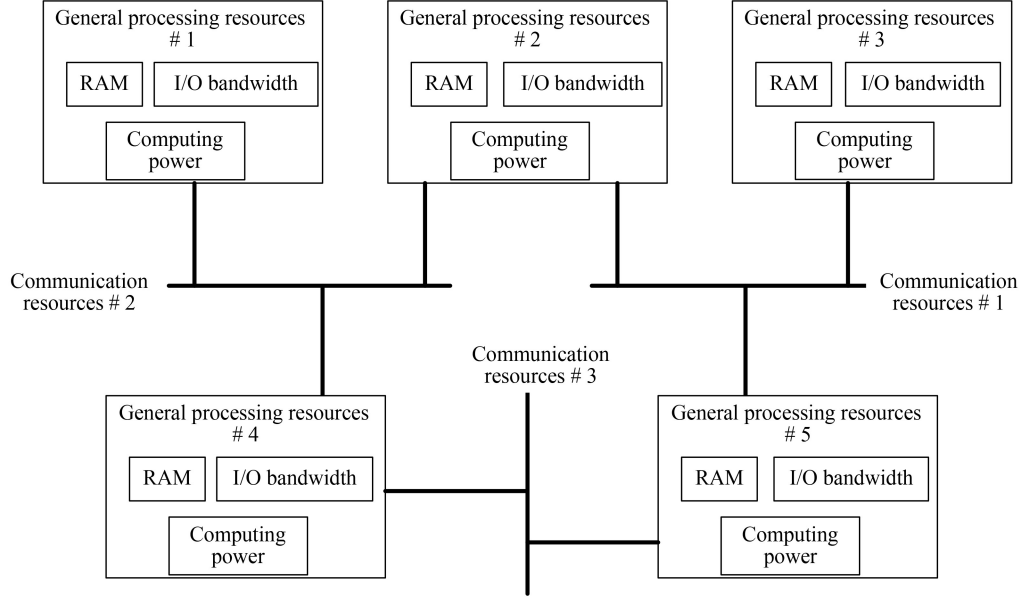 General processing resources
# 1
RAM
I/O bandwidth
Computing
power
General processing resources
# 2
RAM
I/O bandwidth
Computing
power
General processing resources
# 3
RAM
I/O bandwidth
Computing
power
Communication
resources # 2
Communication
resources # 1
Communication
resources # 3
General processing resources
# 4
RAM
I/O bandwidth
Computing
power
General processing resources
# 5
RAM
I/O bandwidth
Computing
power